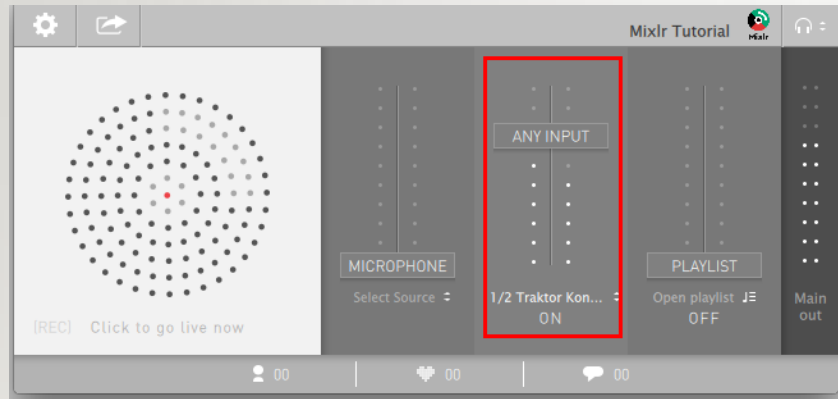 Mixlr Tutorial
Mixlr
ANY INPUT
MICROPHONE
PLAYLIST
Select Source
1/2 Traktor Kon...
Open playlist
Main
out
ON
OFF
[REC] Click to go live now
00
00
00